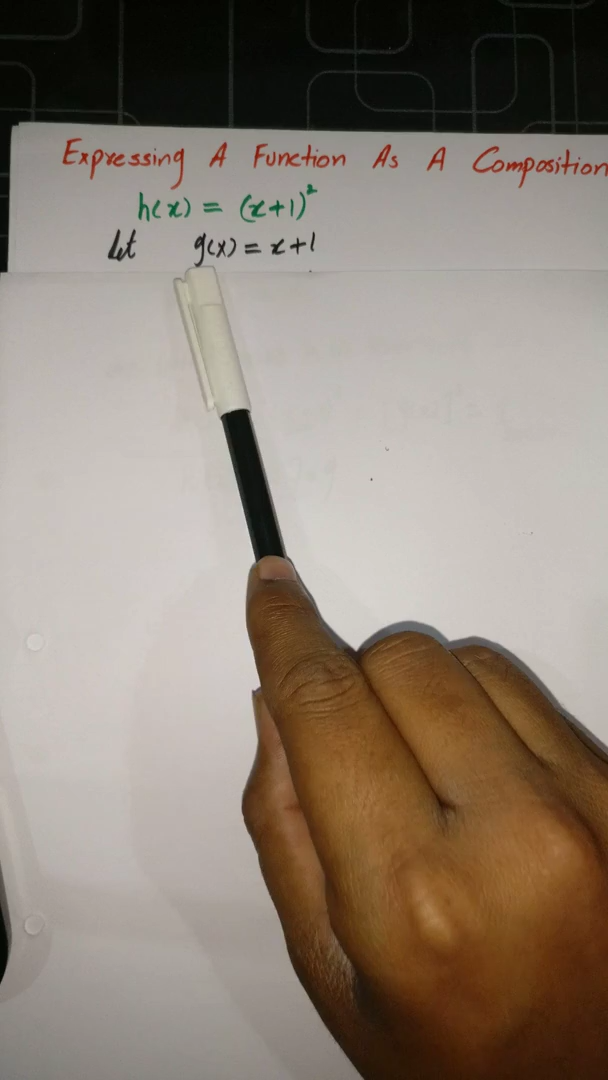 Expressing A Function As A Composition
h(x) = (x+1)²
Let g(x) = x+1